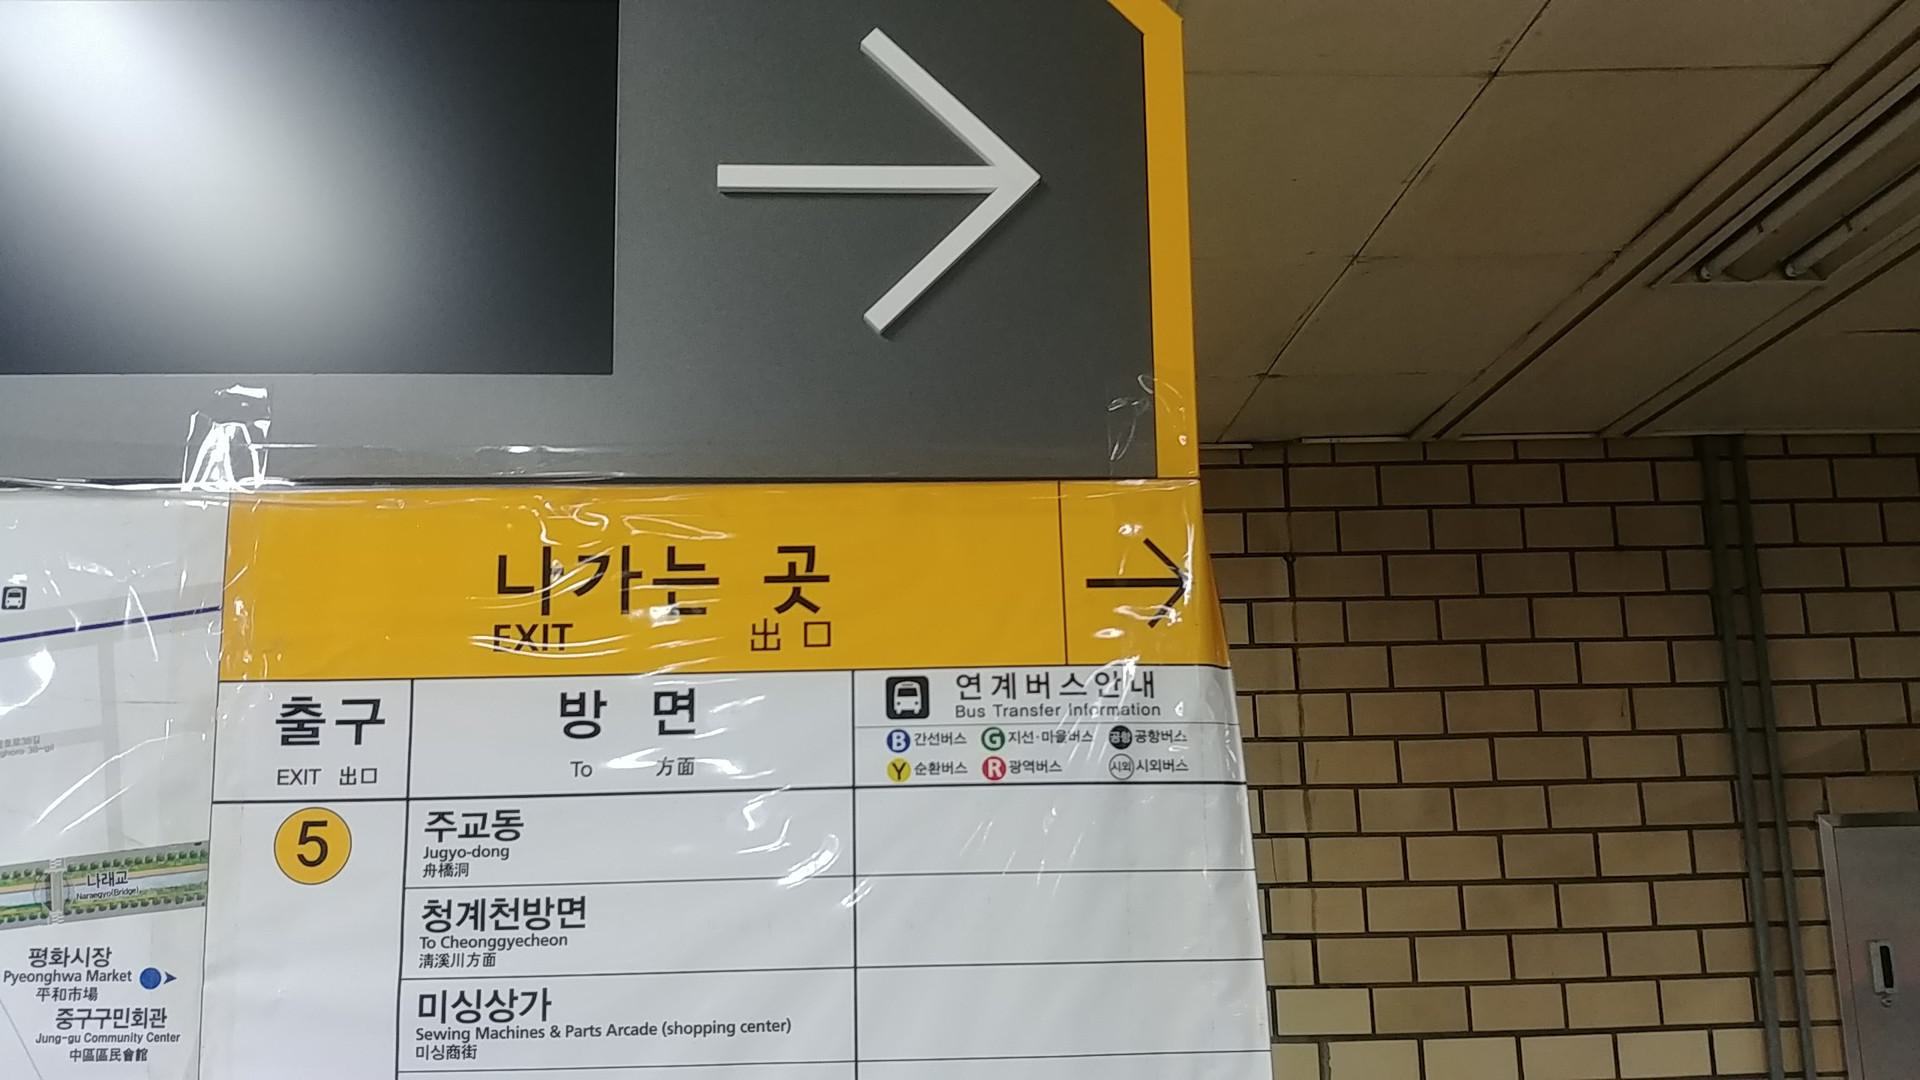 나가는 곳
EXIT 出口
출구
EXIT 出口
방면
To 方面
연계버스안내
Bus Transfer Information
B 간선버스 G 지선·마을버스 공항 공항버스
Y 순환버스 R 광역버스 시외 시외버스
5
주교동
Jugyo-dong
舟橋洞
청계천방면
To Cheonggyecheon
淸溪川方面
미싱상가
Sewing Machines & Parts Arcade (shopping center)
미싱商街
나래교
Naraegyo(Bridge)
평화시장
Pyeonghwa Market
平和市場
중구구민회관
Jung-gu Community Center
中區區民會館